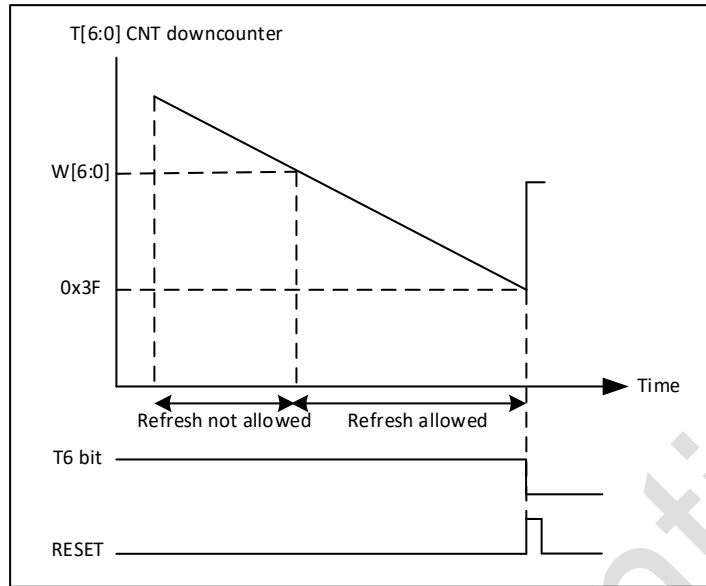 T[6:0] CNT downcounter
W[6:0]
0x3F
Time
Refresh not allowed
Refresh allowed
T6 bit
RESET